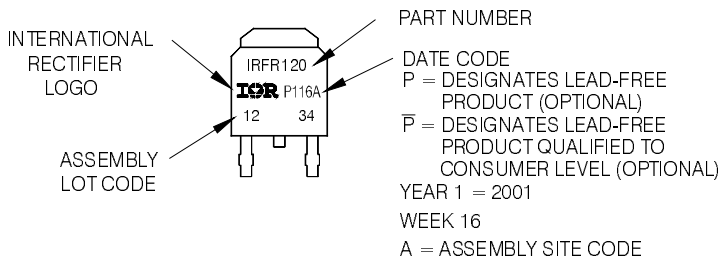 INTERNATIONAL
RECTIFIER
LOGO
ASSEMBLY
LOT CODE
IRFR120
IOR P116A
12 34
PART NUMBER
DATE CODE
P = DESIGNATES LEAD-FREE
PRODUCT (OPTIONAL)
P̅ = DESIGNATES LEAD-FREE
PRODUCT QUALIFIED TO
CONSUMER LEVEL (OPTIONAL)
YEAR 1 = 2001
WEEK 16
A = ASSEMBLY SITE CODE